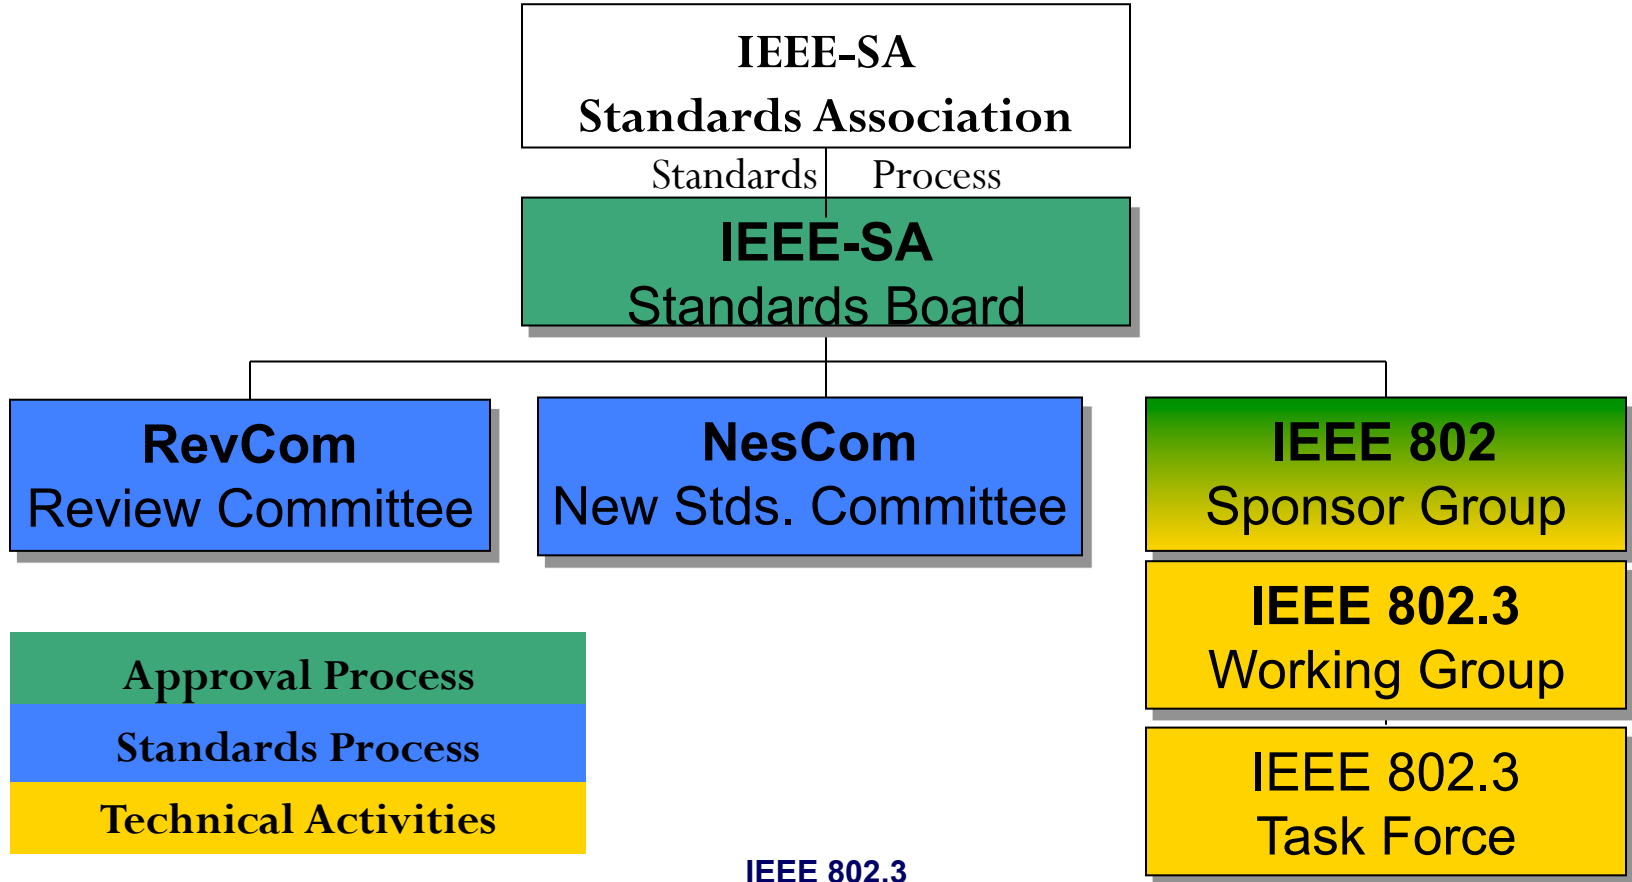 IEEE-SA
Standards Association
Standards Process
IEEE-SA
Standards Board
RevCom
Review Committee
NesCom
New Stds. Committee
IEEE 802
Sponsor Group
IEEE 802.3
Working Group
IEEE 802.3
Task Force
Approval Process
Standards Process
Technical Activities
IEEE 802.3